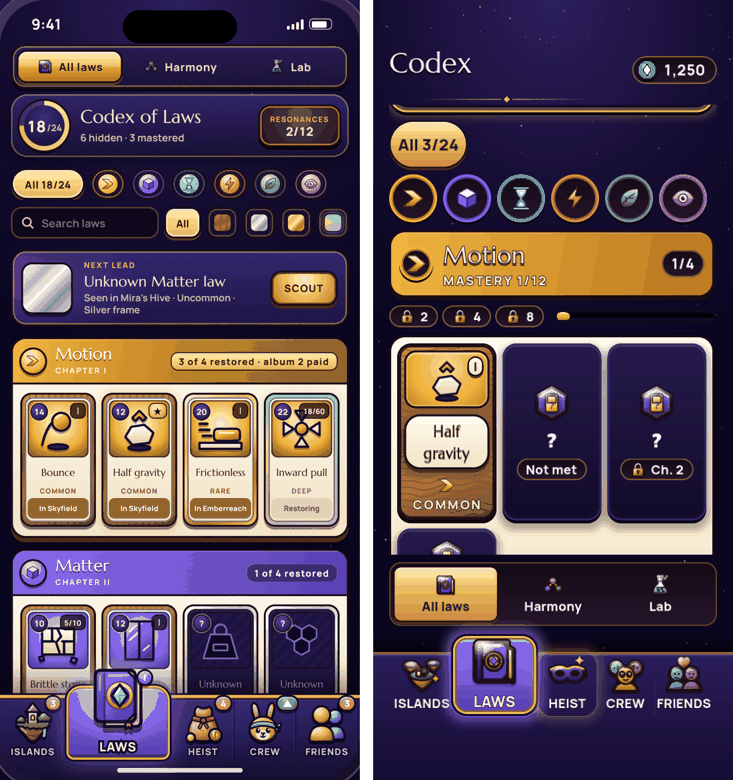 9:41
All laws
Harmony
Lab
18/24
Codex of Laws
6 hidden · 3 mastered
RESONANCES
2/12
All 18/24
Search laws
All
NEXT LEAD
Unknown Matter law
Seen in Mira's Hive · Uncommon ·
Silver frame
SCOUT
Motion
CHAPTER I
3 of 4 restored · album 2 paid
14
I
12
20
I
22
18/60
Bounce
Half gravity
Frictionless
Inward pull
COMMON
COMMON
RARE
DEEP
In Skyfield
In Skyfield
In Emberreach
Restoring
Matter
CHAPTER II
1 of 4 restored
10
5/10
12
I
?
?
Brittle
Unknown
Unknown
3
4
3
ISLANDS
LAWS
HEIST
CREW
FRIENDS
Codex
1,250
All 3/24
Motion
MASTERY 1/12
1/4
2
4
8
I
Half
gravity
COMMON
?
Not met
?
Ch. 2
All laws
Harmony
Lab
ISLANDS
LAWS
HEIST
CREW
FRIENDS